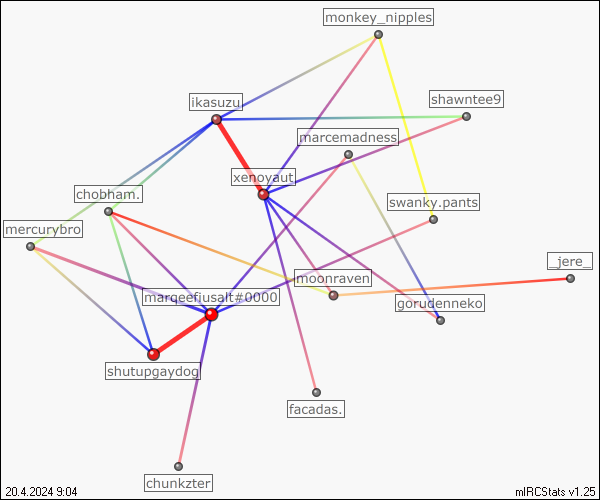 monkey_nipples
ikasuzu
shawntee9
marcemadness
xenoyaut
chobham.
swanky.pants
mercurybro
_jere_
moonraven
marqeefjusalt#0000
gorudenneko
shutupgaydog
facadas.
chunkzter
20.4.2024 9:04
mIRCStats v1.25